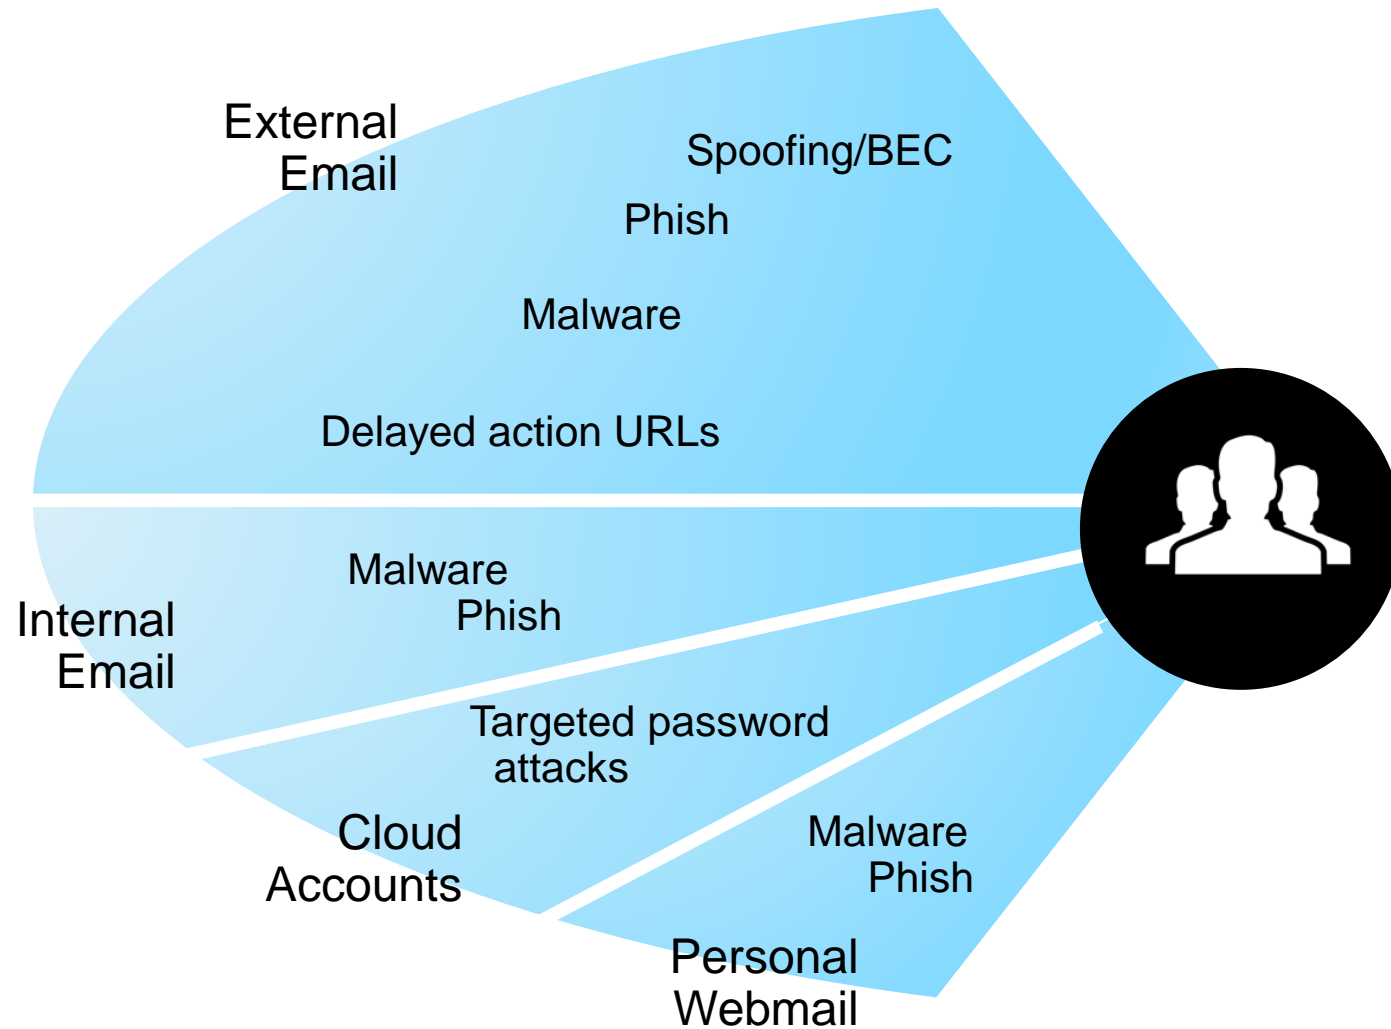 External
Email
Spoofing/BEC
Phish
Malware
Delayed action URLs
Internal
Email
Malware
Phish
Targeted password
attacks
Cloud
Accounts
Malware
Phish
Personal
Webmail